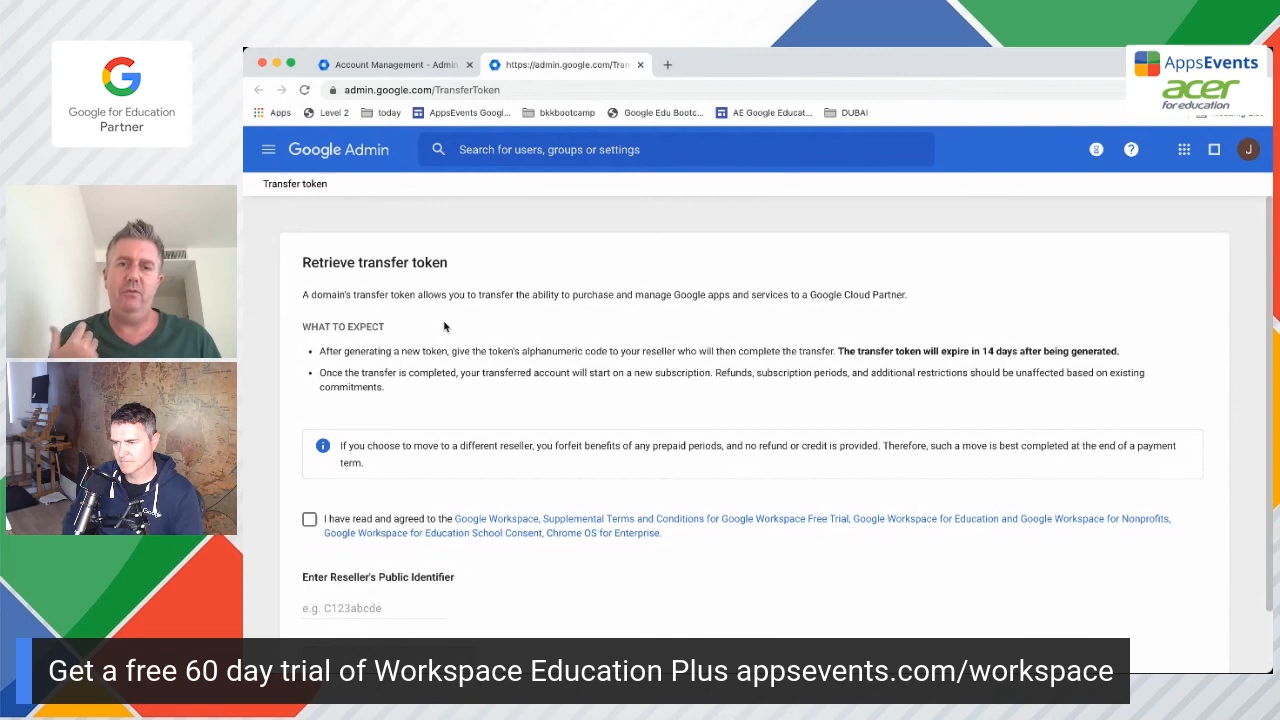 Google for Education
Partner
Account Management - Admin
https://admin.google.com/Tran
AppsEvents
acer
for education
admin.google.com/TransferToken
Apps
Level 2
today
AppsEvents Googl...
bkkbootcamp
Google Edu Bootc...
AE Google Educat...
DUBAI
Reading List
Google Admin
Search for users, groups or settings
J
Transfer token
Retrieve transfer token
A domain's transfer token allows you to transfer the ability to purchase and manage Google apps and services to a Google Cloud Partner.
WHAT TO EXPECT
• After generating a new token, give the token's alphanumeric code to your reseller who will then complete the transfer. The transfer token will expire in 14 days after being generated.
• Once the transfer is completed, your transferred account will start on a new subscription. Refunds, subscription periods, and additional restrictions should be unaffected based on existing
commitments.
If you choose to move to a different reseller, you forfeit benefits of any prepaid periods, and no refund or credit is provided. Therefore, such a move is best completed at the end of a payment
term.
I have read and agreed to the Google Workspace, Supplemental Terms and Conditions for Google Workspace Free Trial, Google Workspace for Education and Google Workspace for Nonprofits,
Google Workspace for Education School Consent, Chrome OS for Enterprise.
Enter Reseller's Public Identifier
e.g. C123abcde
Get a free 60 day trial of Workspace Education Plus appsevents.com/workspace